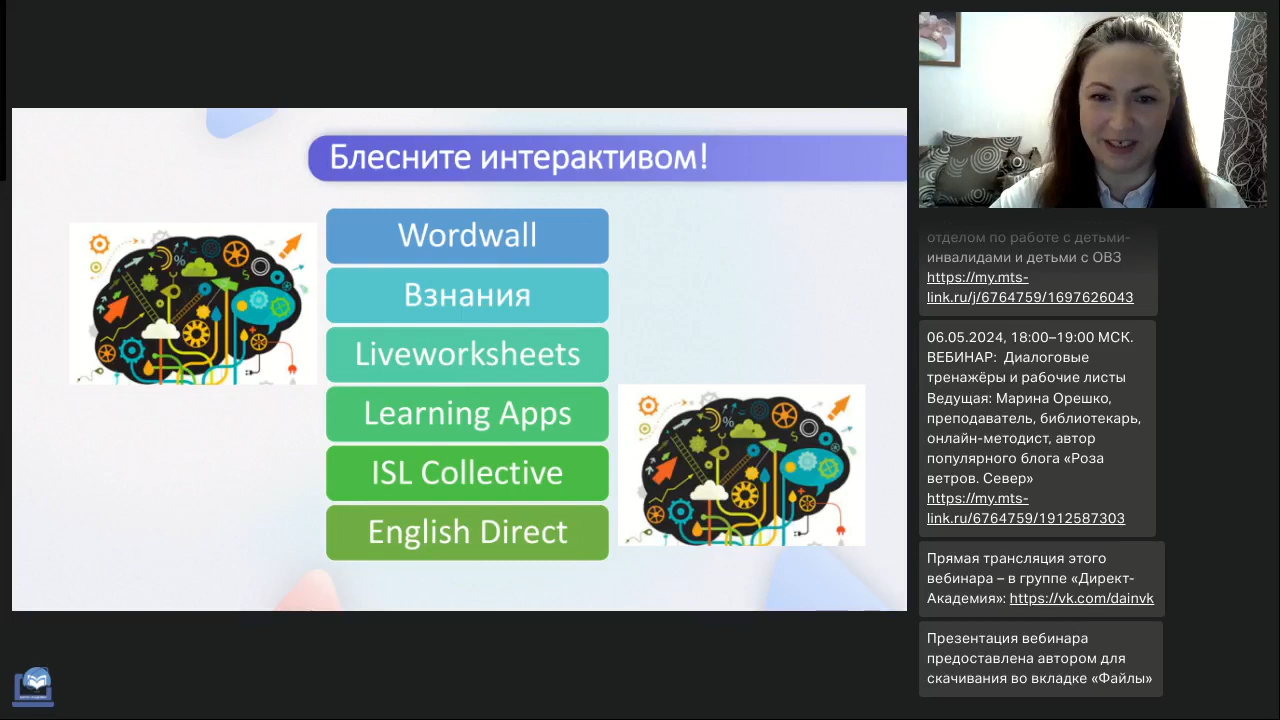 Блесните интерактивом!
Wordwall
Взнания
Liveworksheets
Learning Apps
ISL Collective
English Direct
отделом по работе с детьми-
инвалидами и детьми с ОВЗ
https://my.mts-
link.ru/j/6764759/1697626043
06.05.2024, 18:00–19:00 МСК.
ВЕБИНАР: Диалоговые
тренажёры и рабочие листы
Ведущая: Марина Орешко,
преподаватель, библиотекарь,
онлайн-методист, автор
популярного блога «Роза
ветров. Север»
https://my.mts-
link.ru/6764759/1912587303
Прямая трансляция этого
вебинара – в группе «Директ-
Академия»: https://vk.com/dainvk
Презентация вебинара
предоставлена автором для
скачивания во вкладке «Файлы»